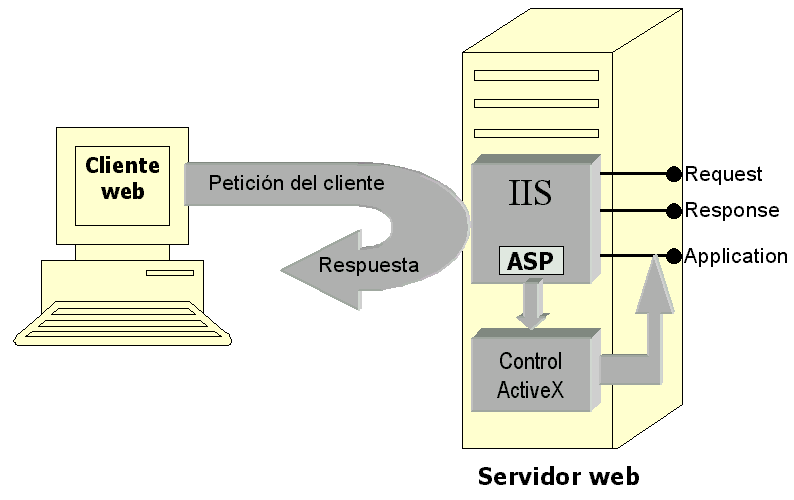 Cliente
web
Petición del cliente
Respuesta
IIS
ASP
Control
ActiveX
Request
Response
Application
Servidor web